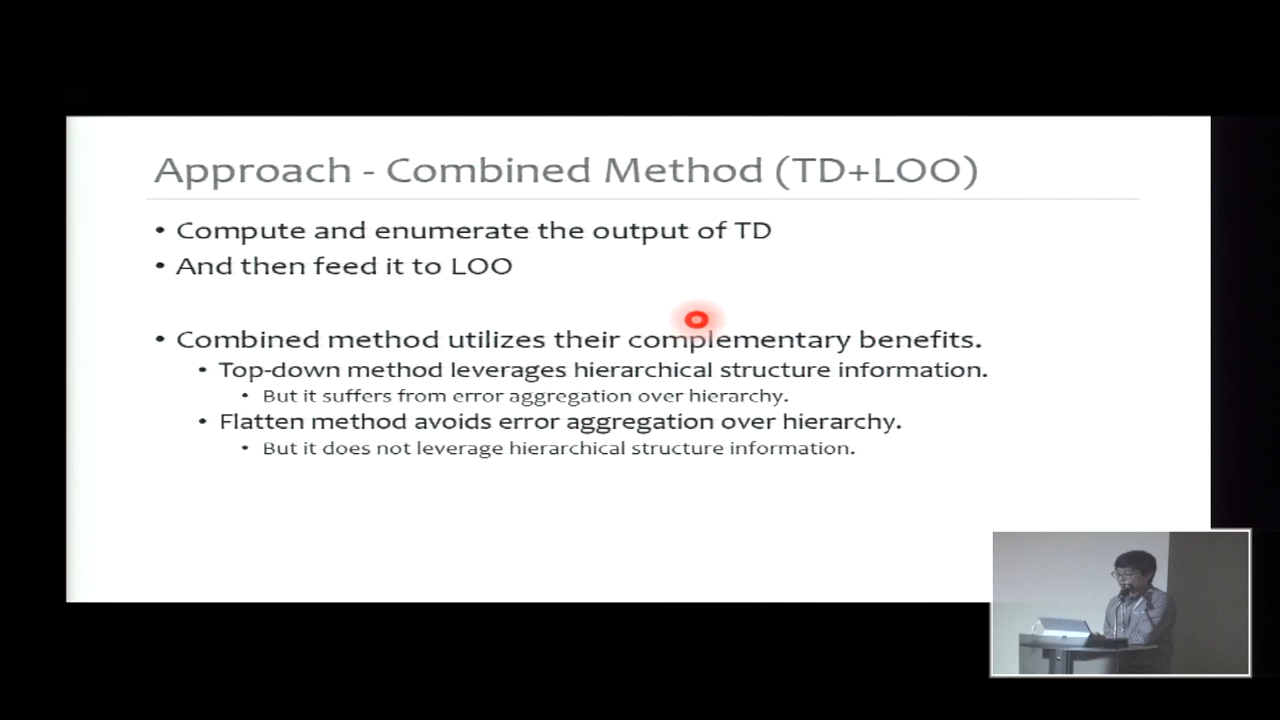 Approach - Combined Method (TD+LOO)
• Compute and enumerate the output of TD
• And then feed it to LOO
• Combined method utilizes their complementary benefits.
• Top-down method leverages hierarchical structure information.
• But it suffers from error aggregation over hierarchy.
• Flatten method avoids error aggregation over hierarchy.
• But it does not leverage hierarchical structure information.